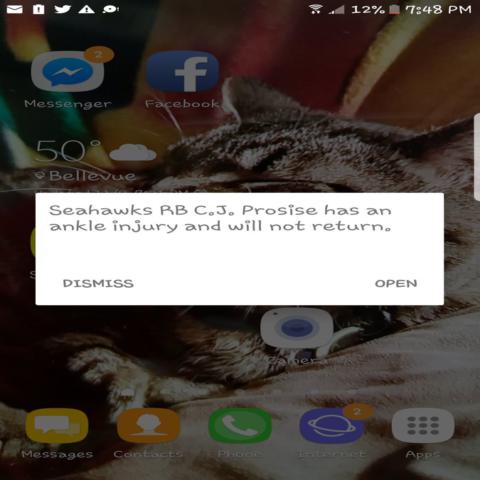 12% 7:48 PM
2
Messenger
Facebook
50°
Bellevue
Seahawks RB C.J. Prosise has an
ankle injury and will not return.
DISMISS OPEN
2
Messages Contacts Phone Internet Apps